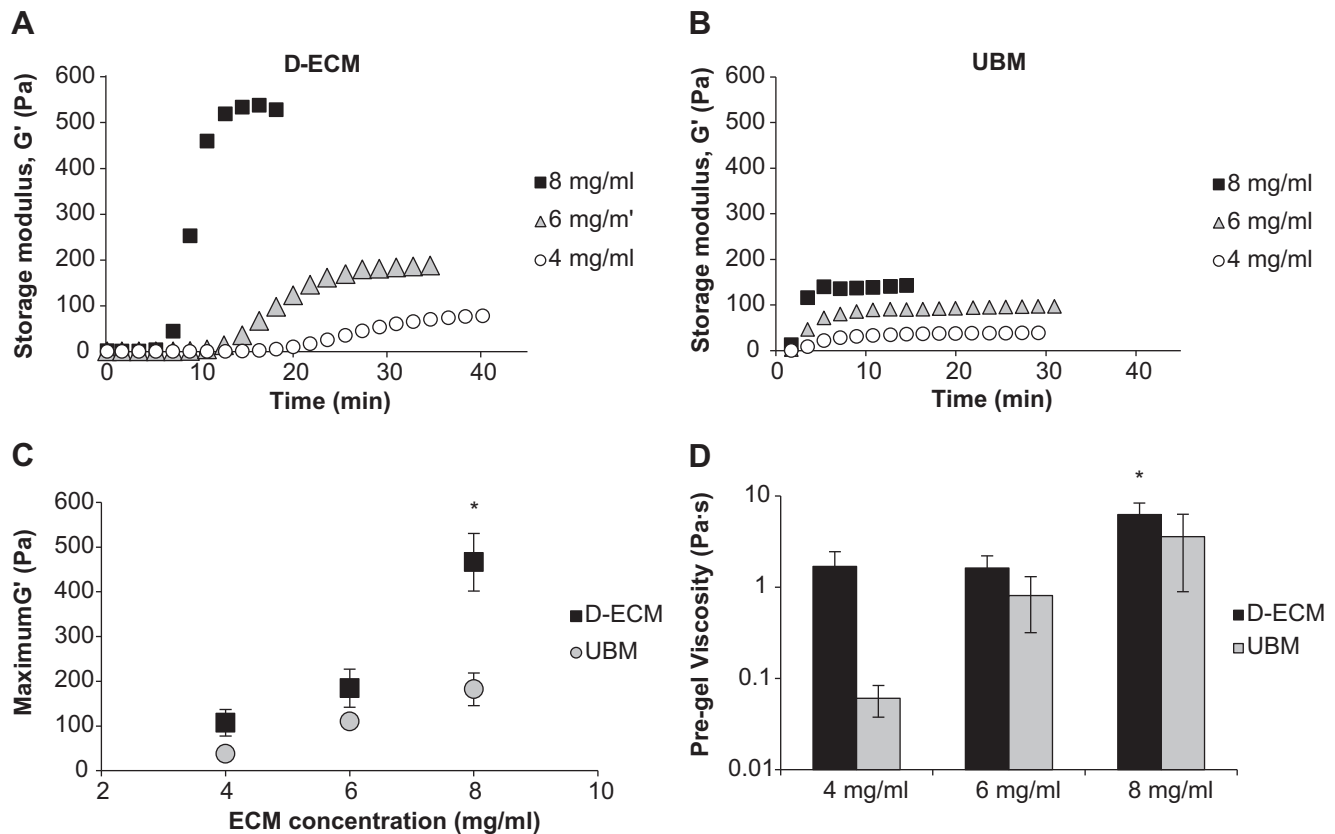 A
D-ECM
Storage modulus, G' (Pa)
600
500
400
300
200
100
0
0 10 20 30 40
Time (min)
8 mg/ml
6 mg/m'
4 mg/ml
B
UBM
Storage modulus, G' (Pa)
600
500
400
300
200
100
0
0 10 20 30 40
Time (min)
8 mg/ml
6 mg/ml
4 mg/ml
C
MaximumG' (Pa)
600
500
400
300
200
100
0
2 4 6 8 10
ECM concentration (mg/ml)
*
D-ECM
UBM
D
Pre-gel Viscosity (Pa·s)
10
1
0.1
0.01
4 mg/ml 6 mg/ml 8 mg/ml
*
D-ECM
UBM